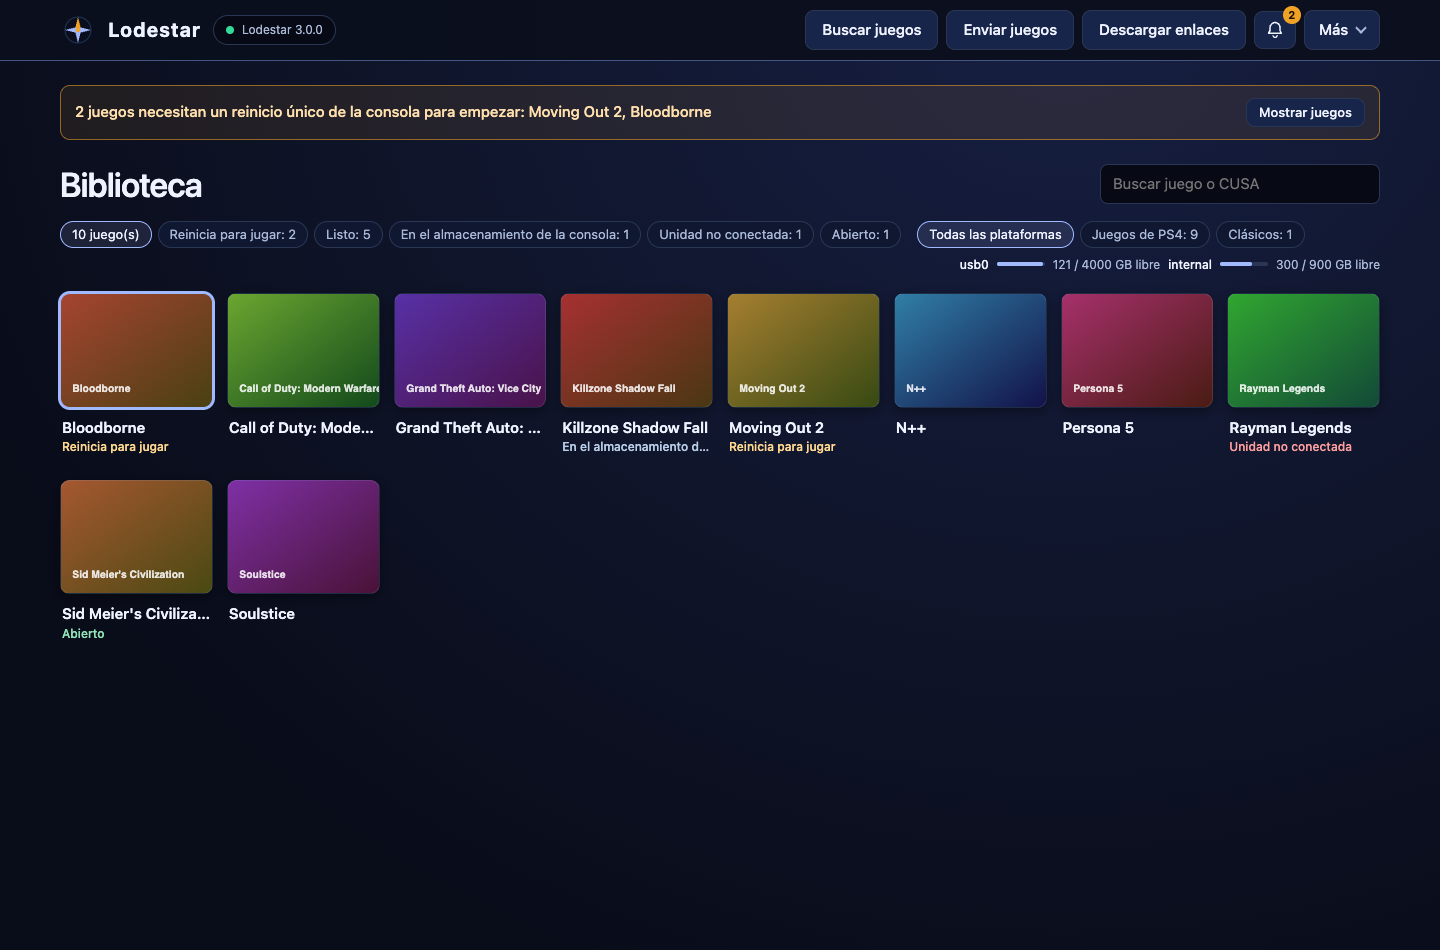 Lodestar
Lodestar 3.0.0
Buscar juegos
Enviar juegos
Descargar enlaces
2
Más
2 juegos necesitan un reinicio único de la consola para empezar: Moving Out 2, Bloodborne
Mostrar juegos
Biblioteca
Buscar juego o CUSA
10 juego(s)
Reinicia para jugar: 2
Listo: 5
En el almacenamiento de la consola: 1
Unidad no conectada: 1
Abierto: 1
Todas las plataformas
Juegos de PS4: 9
Clásicos: 1
usb0
121 / 4000 GB libre
internal
300 / 900 GB libre
Bloodborne
Call of Duty: Modern Warfare
Grand Theft Auto: Vice City
Killzone Shadow Fall
Moving Out 2
N++
Persona 5
Rayman Legends
Bloodborne
Reinicia para jugar
Call of Duty: Mode...
Grand Theft Auto: ...
Killzone Shadow Fall
En el almacenamiento d...
Moving Out 2
Reinicia para jugar
N++
Persona 5
Rayman Legends
Unidad no conectada
Sid Meier's Civilization
Soulstice
Sid Meier's Civiliza...
Abierto
Soulstice